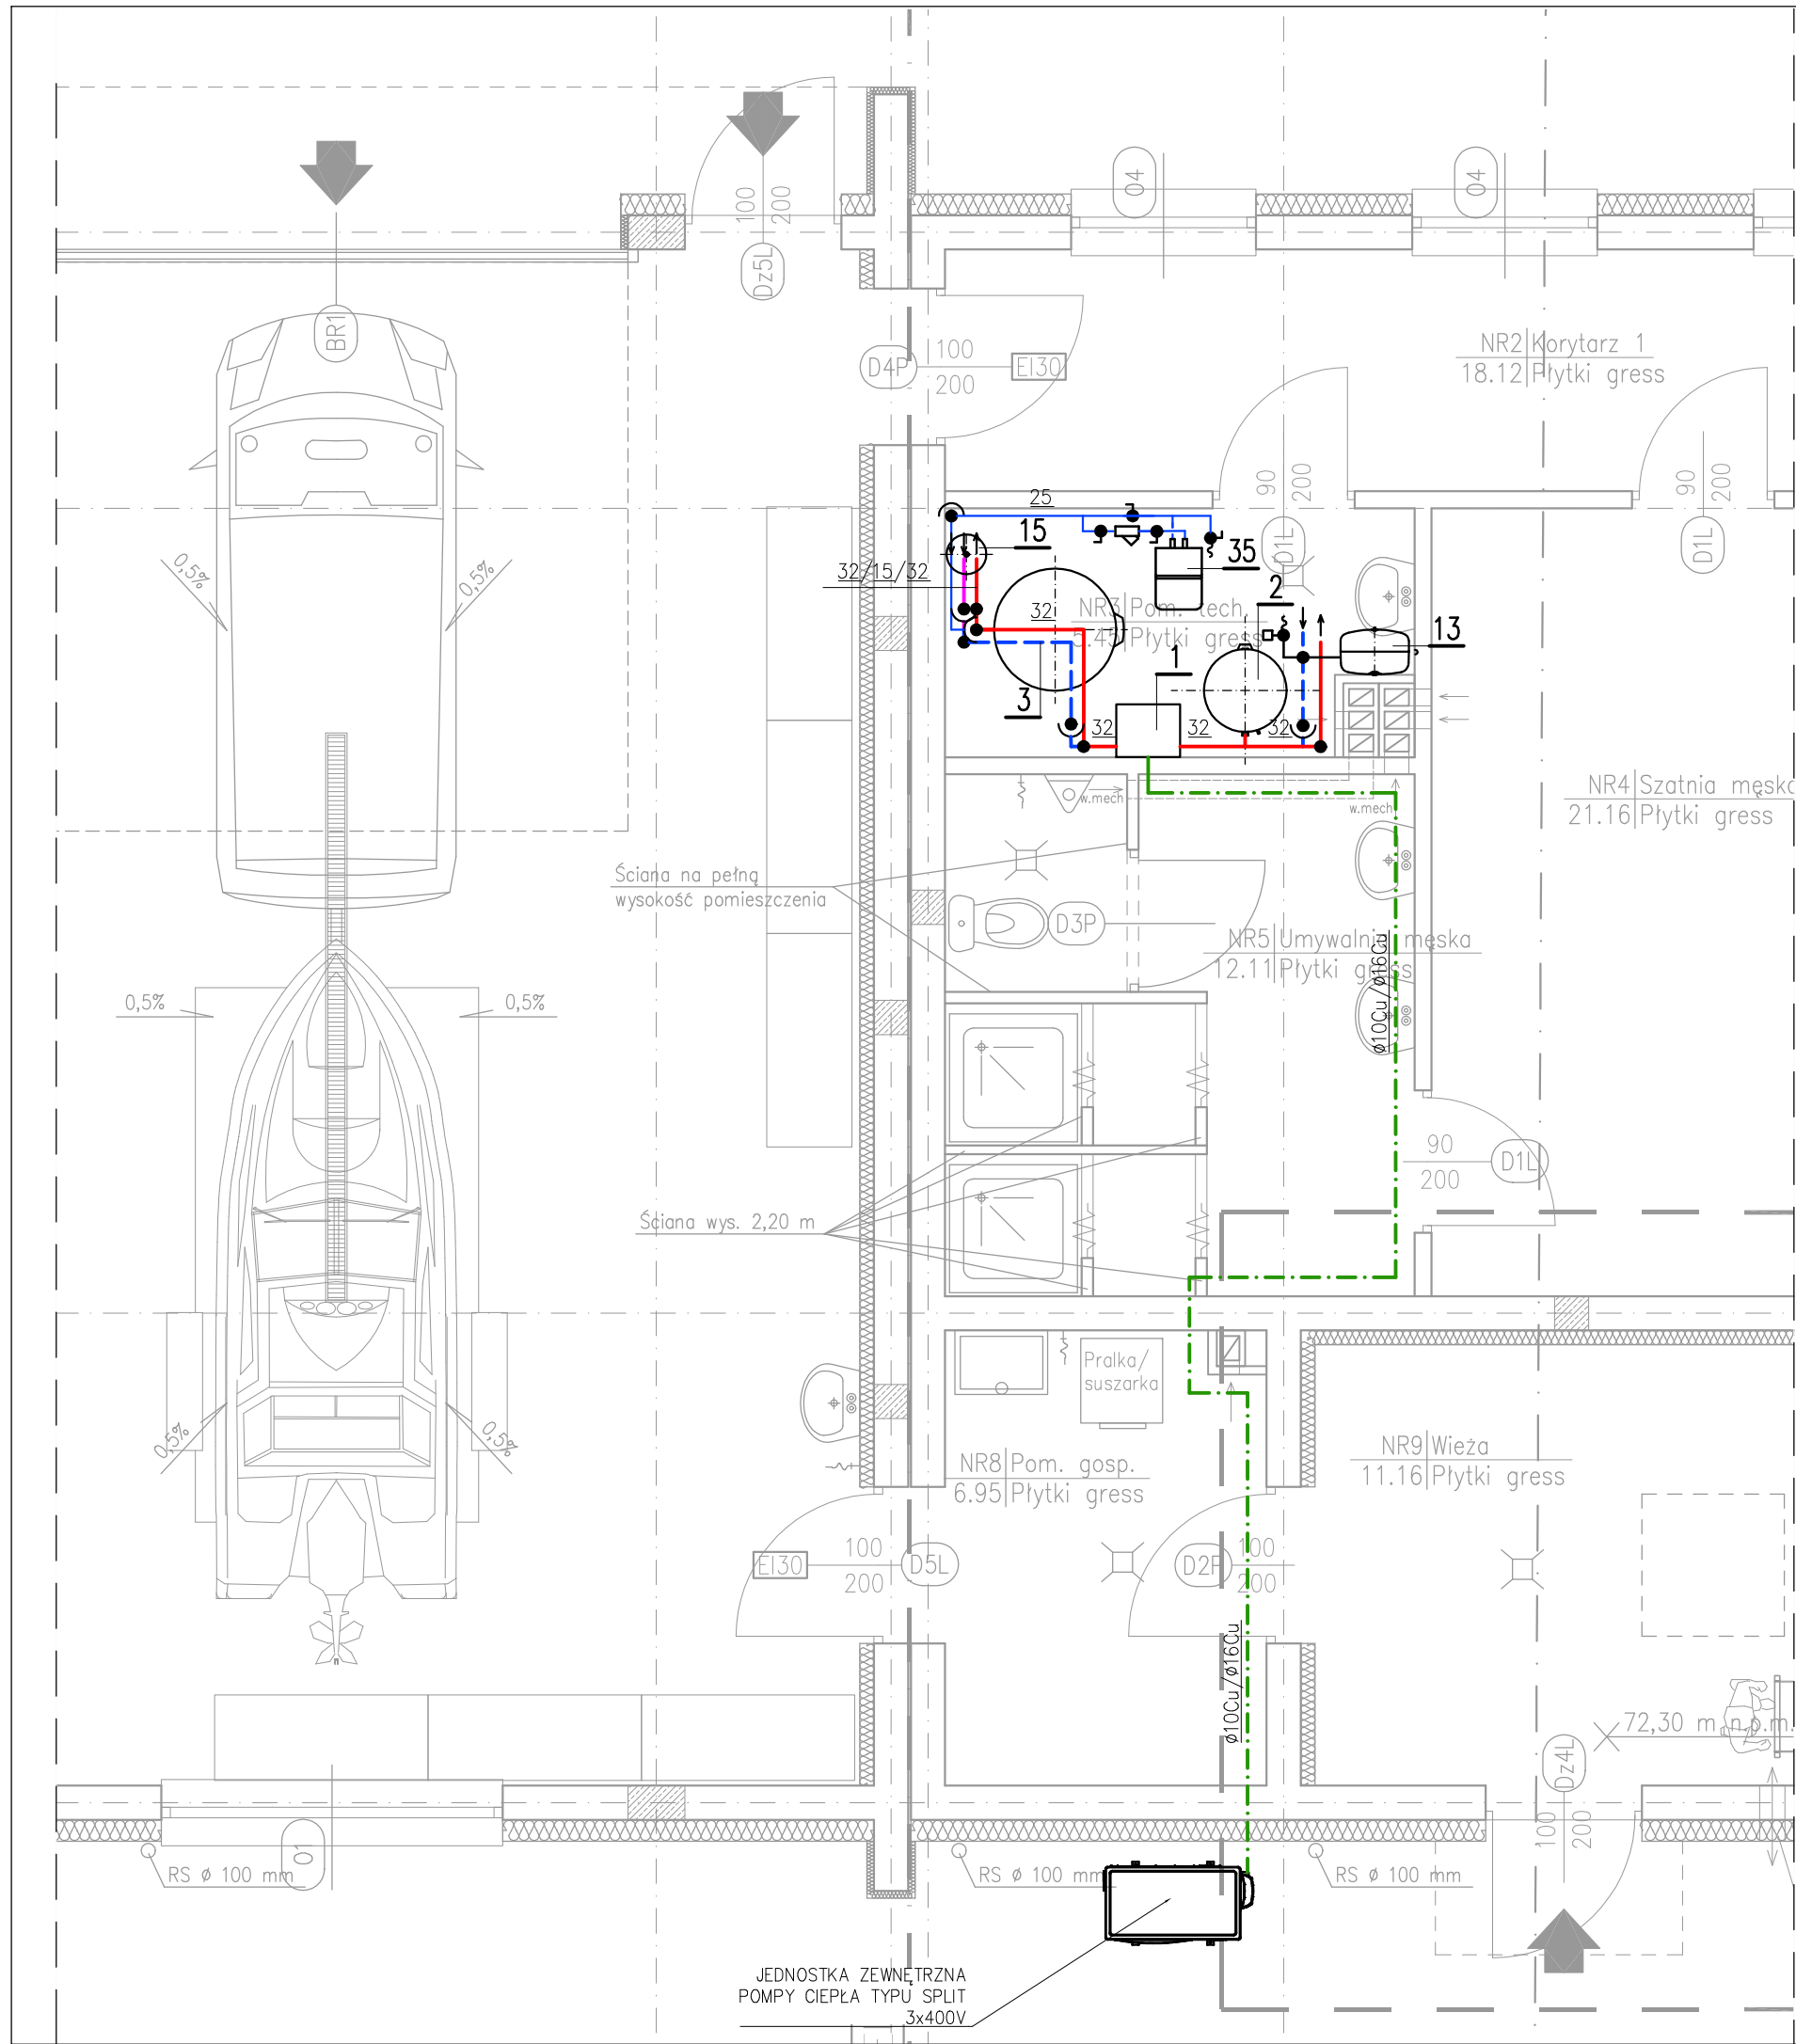 100
200
Dz5L
BR1
04
04
D4P
100
200
EI30
NR2 Korytarz 1
18.12 Płytki gress
90
200
D1L
90
200
D1L
0,5%
0,5%
25
15
32/15/32
32
35
2
NR3 Pom. tech.
5.45 Płytki gress
13
1
3
32
32
32
w.mech
w.mech
NR4 Szatnia męska
21.16 Płytki gress
Ściana na pełną
wysokość pomieszczenia
D3P
NR5 Umywalnia męska
12.11 Płytki gress
ø10Cu/ø16Cu
0,5%
0,5%
90
200
D1L
Ściana wys. 2,20 m
Pralka/
suszarka
0,5%
0,5%
NR8 Pom. gosp.
6.95 Płytki gress
NR9 Wieża
11.16 Płytki gress
EI30
100
200
D5L
D2P
100
200
ø10Cu/ø16Cu
72,30 m n.p.m.
Dz4L
100
200
01
RS ø 100 mm
RS ø 100 mm
RS ø 100 mm
JEDNOSTKA ZEWNĘTRZNA
POMPY CIEPŁA TYPU SPLIT
3x400V